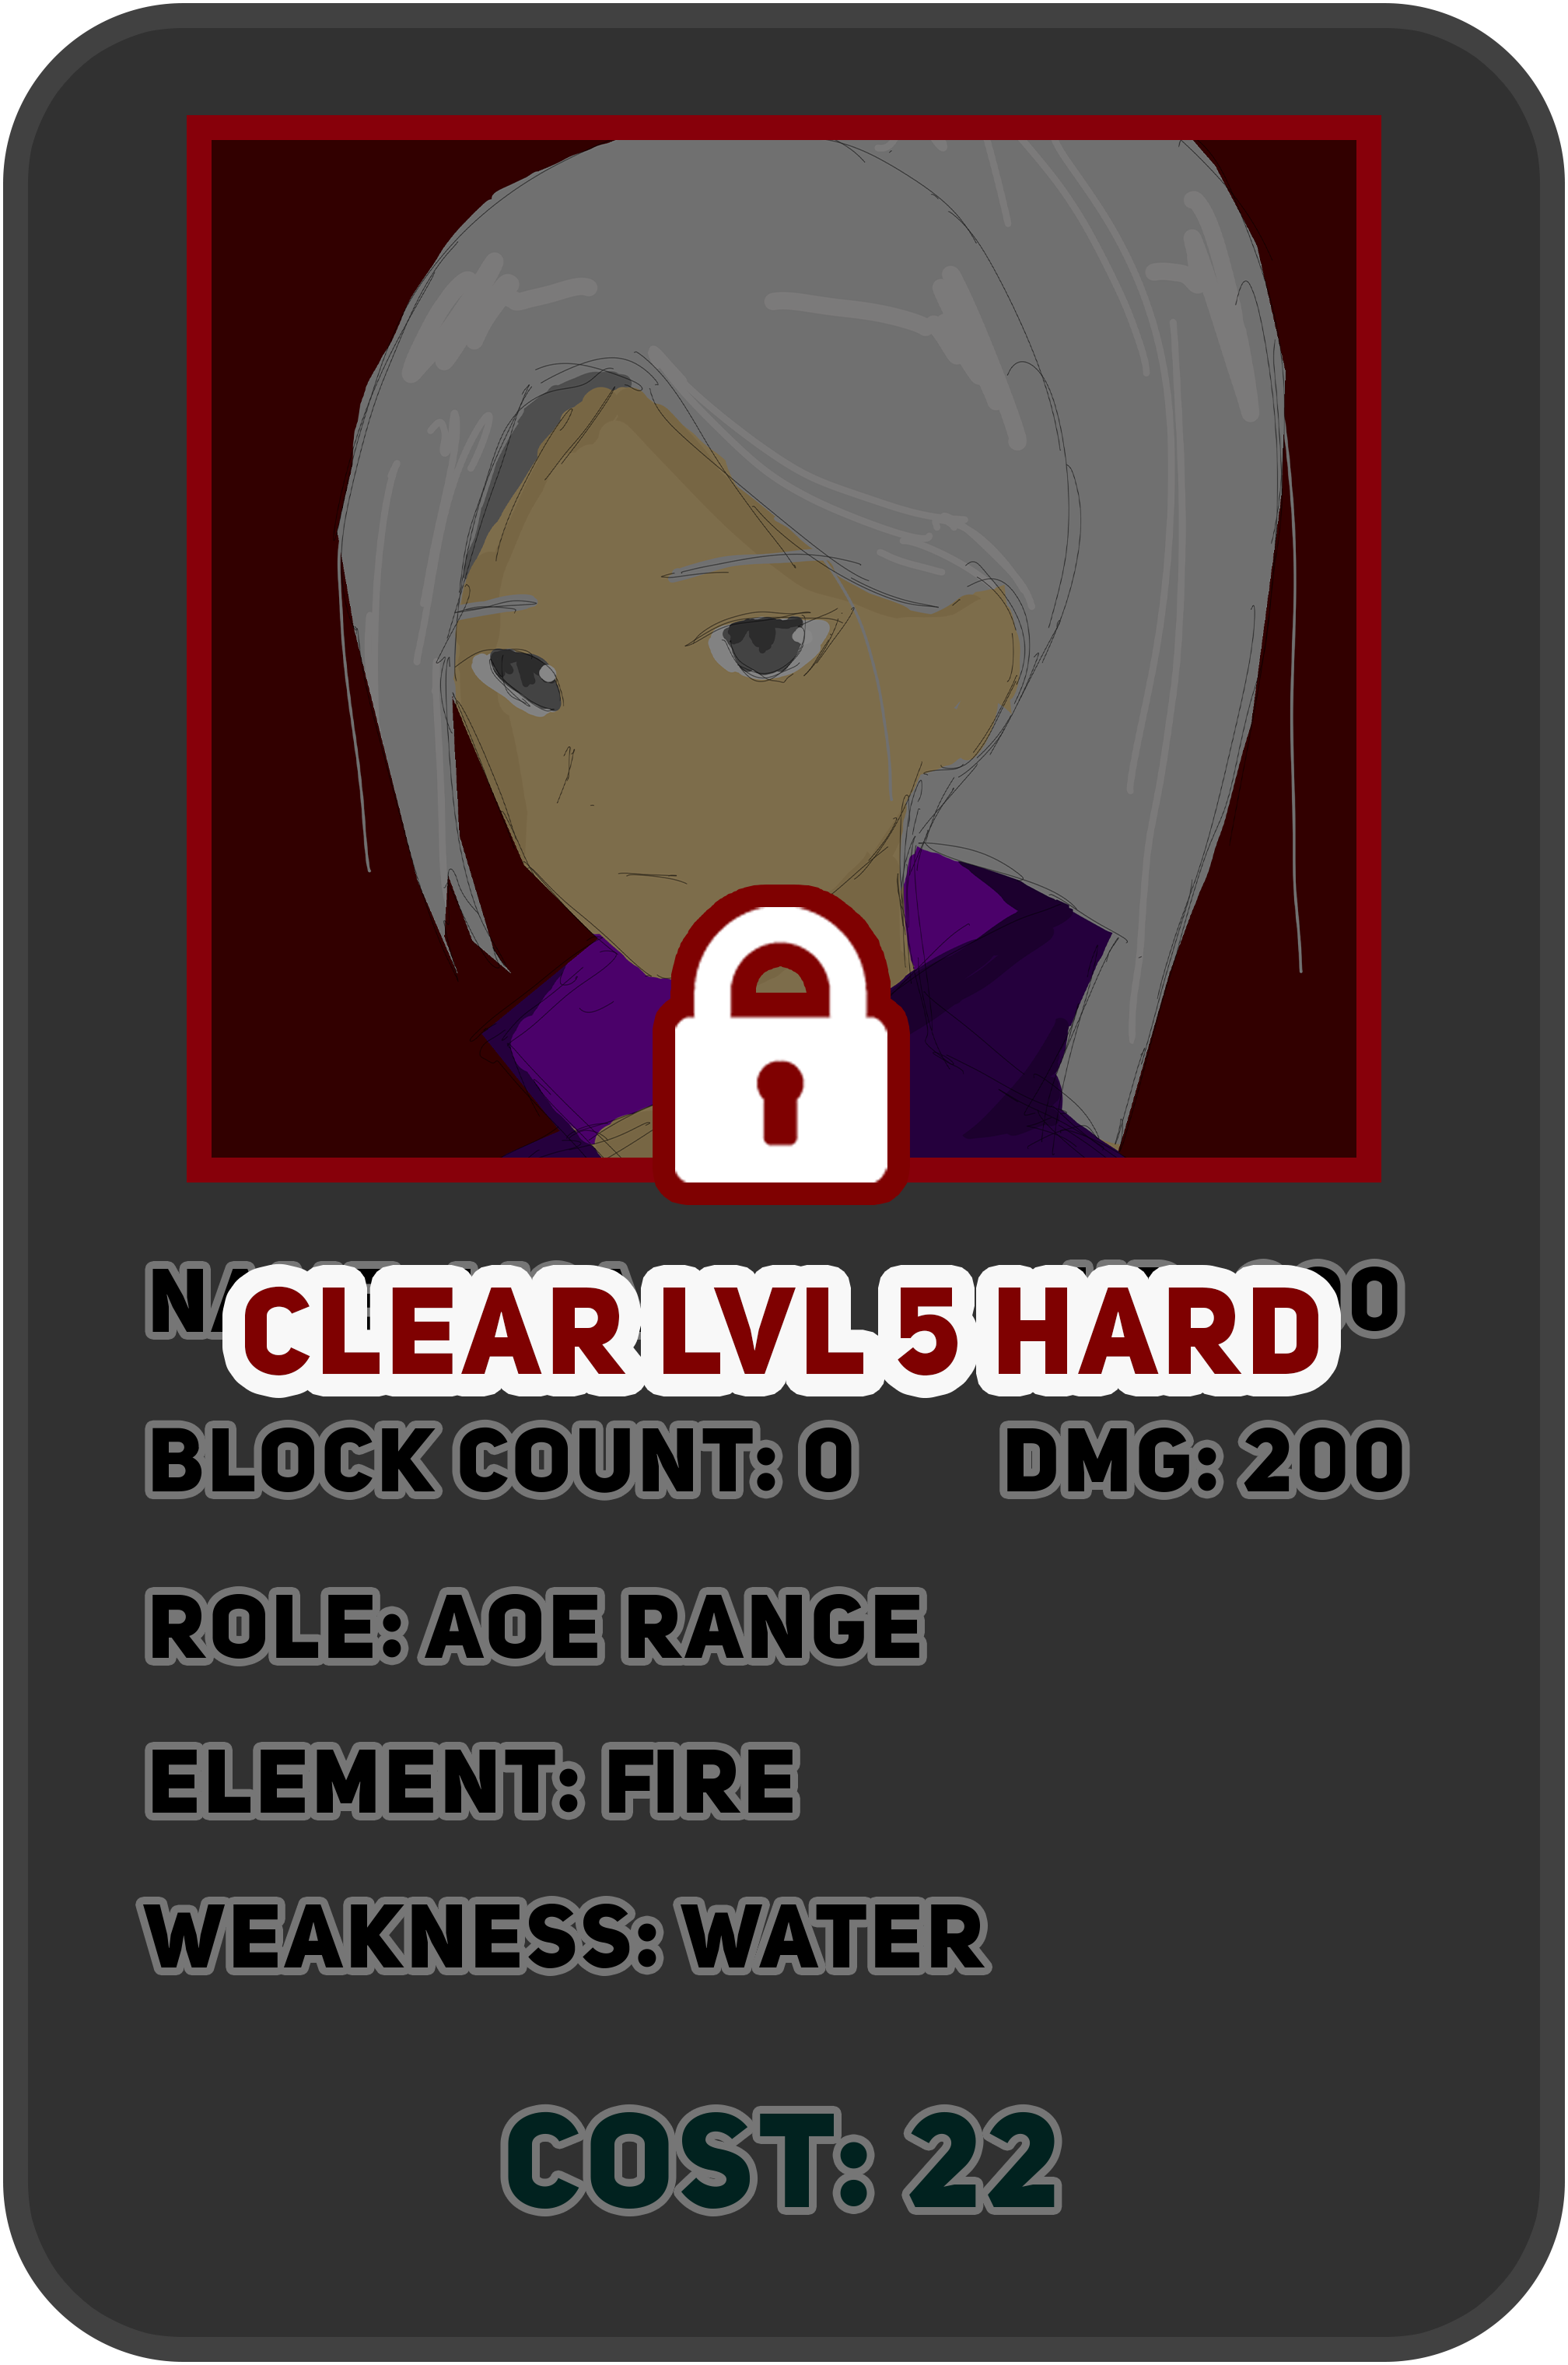 CLEAR LVL 5 HARD
BLOCK COUNT: 0 DMG: 200
ROLE: AOE RANGE
ELEMENT: FIRE
WEAKNESS: WATER
COST: 22